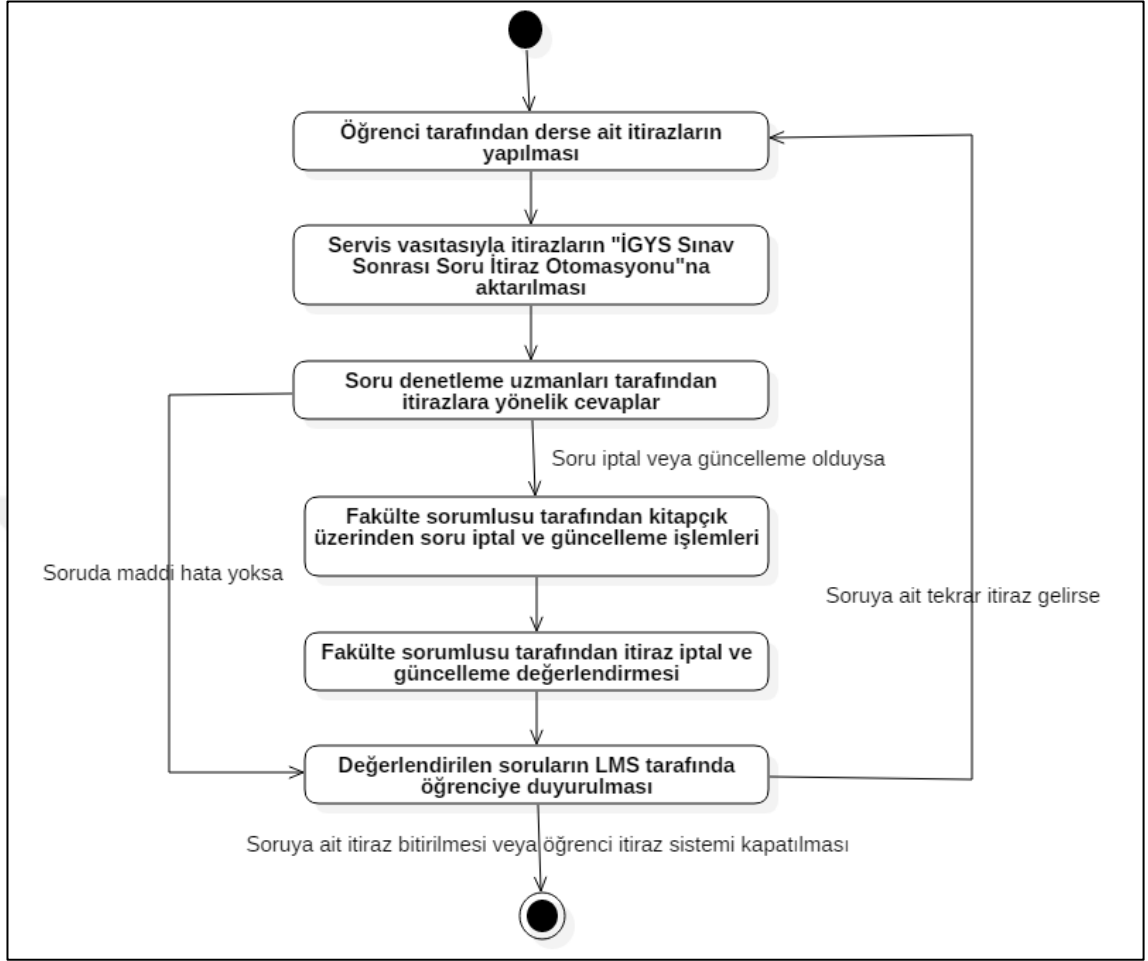 Öğrenci tarafından derse ait itirazların
yapılması
Servis vasıtasıyla itirazların "İGYS Sınav
Sonrası Soru İtiraz Otomasyonu"na
aktarılması
Soru denetleme uzmanları tarafından
itirazlara yönelik cevaplar
Soru iptal veya güncelleme olduysa
Fakülte sorumlusu tarafından kitapçık
üzerinden soru iptal ve güncelleme işlemleri
Soruda maddi hata yoksa
Soruya ait tekrar itiraz gelirse
Fakülte sorumlusu tarafından itiraz iptal ve
güncelleme değerlendirmesi
Değerlendirilen soruların LMS tarafında
öğrenciye duyurulması
Soruya ait itiraz bitirilmesi veya öğrenci itiraz sistemi kapatılması